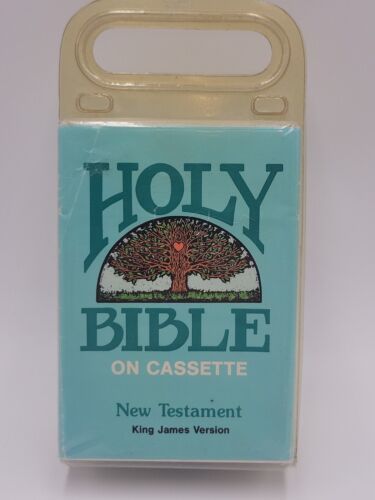 HOLY
BIBLE
ON CASSETTE
New Testament
King James Version